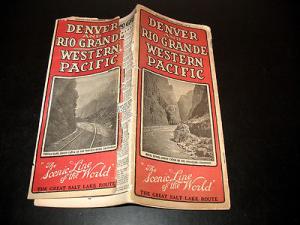 DENVER
AND
RIO GRANDE
WESTERN
PACIFIC
"The
Scenic Line
of the World"
THE GREAT SALT LAKE ROUTE
DENVER
AND
RIO GRANDE
WESTERN
PACIFIC
"The
Scenic Line
of the World"
THE GREAT SALT LAKE ROUTE